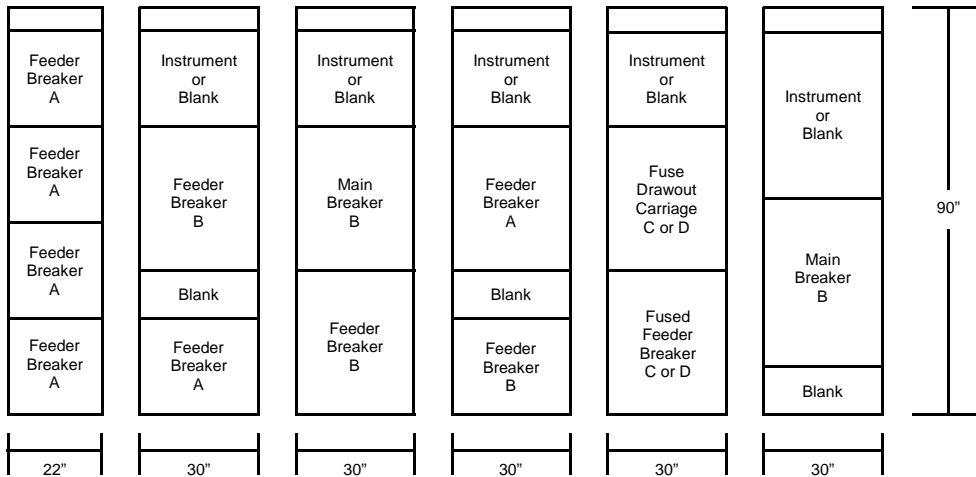 Feeder
Breaker
A
Feeder
Breaker
A
Feeder
Breaker
A
Feeder
Breaker
A
22”
Instrument
or
Blank
Feeder
Breaker
B
Blank
Feeder
Breaker
A
30”
Instrument
or
Blank
Main
Breaker
B
Feeder
Breaker
B
30”
Instrument
or
Blank
Feeder
Breaker
A
Blank
Feeder
Breaker
B
30”
Instrument
or
Blank
Fuse
Drawout
Carriage
C or D
Fused
Feeder
Breaker
C or D
30”
Instrument
or
Blank
Main
Breaker
B
Blank
30”
90”